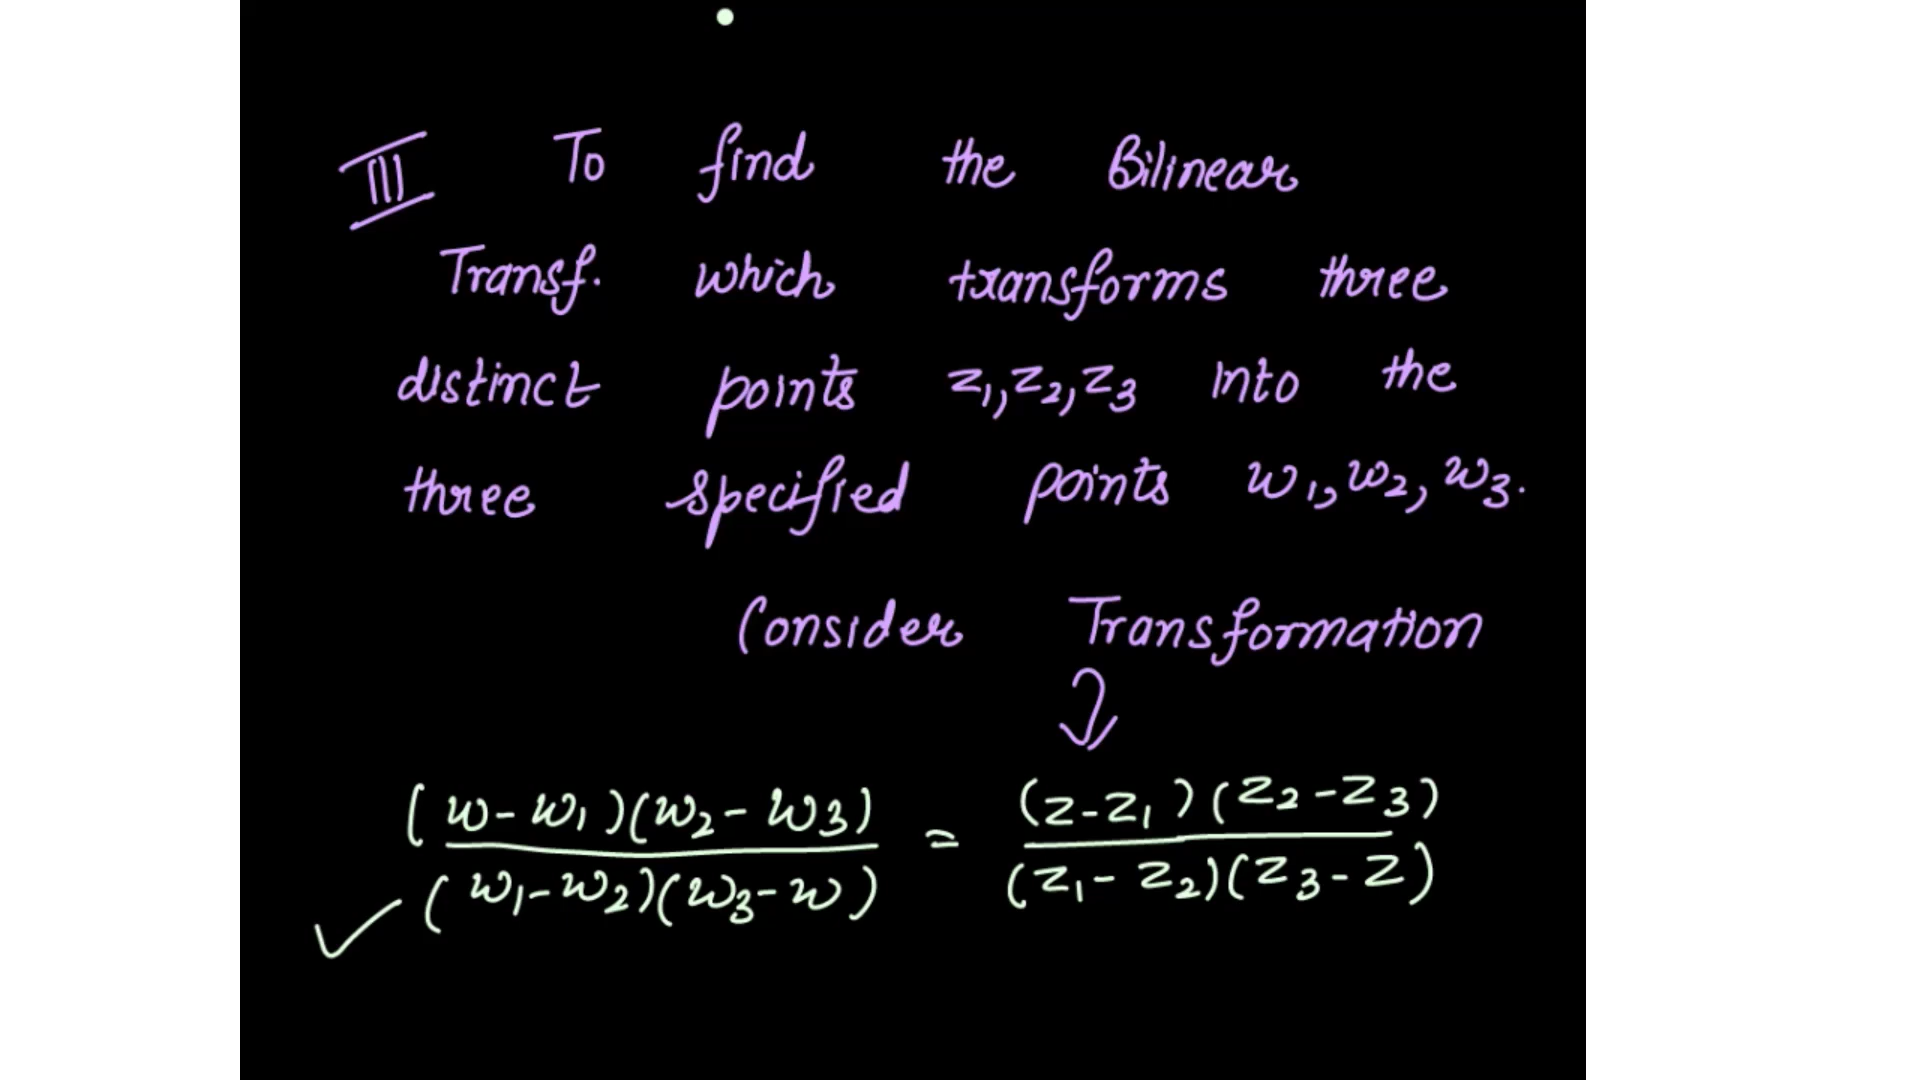 III To find the Bilinear
Transf. which transforms three
distinct points z₁,z₂,z₃ into the
three specified points w₁,w₂,w₃.
Consider Transformation
(w-w₁)(w₂-w₃) / (w₁-w₂)(w₃-w) = (z-z₁)(z₂-z₃) / (z₁-z₂)(z₃-z)